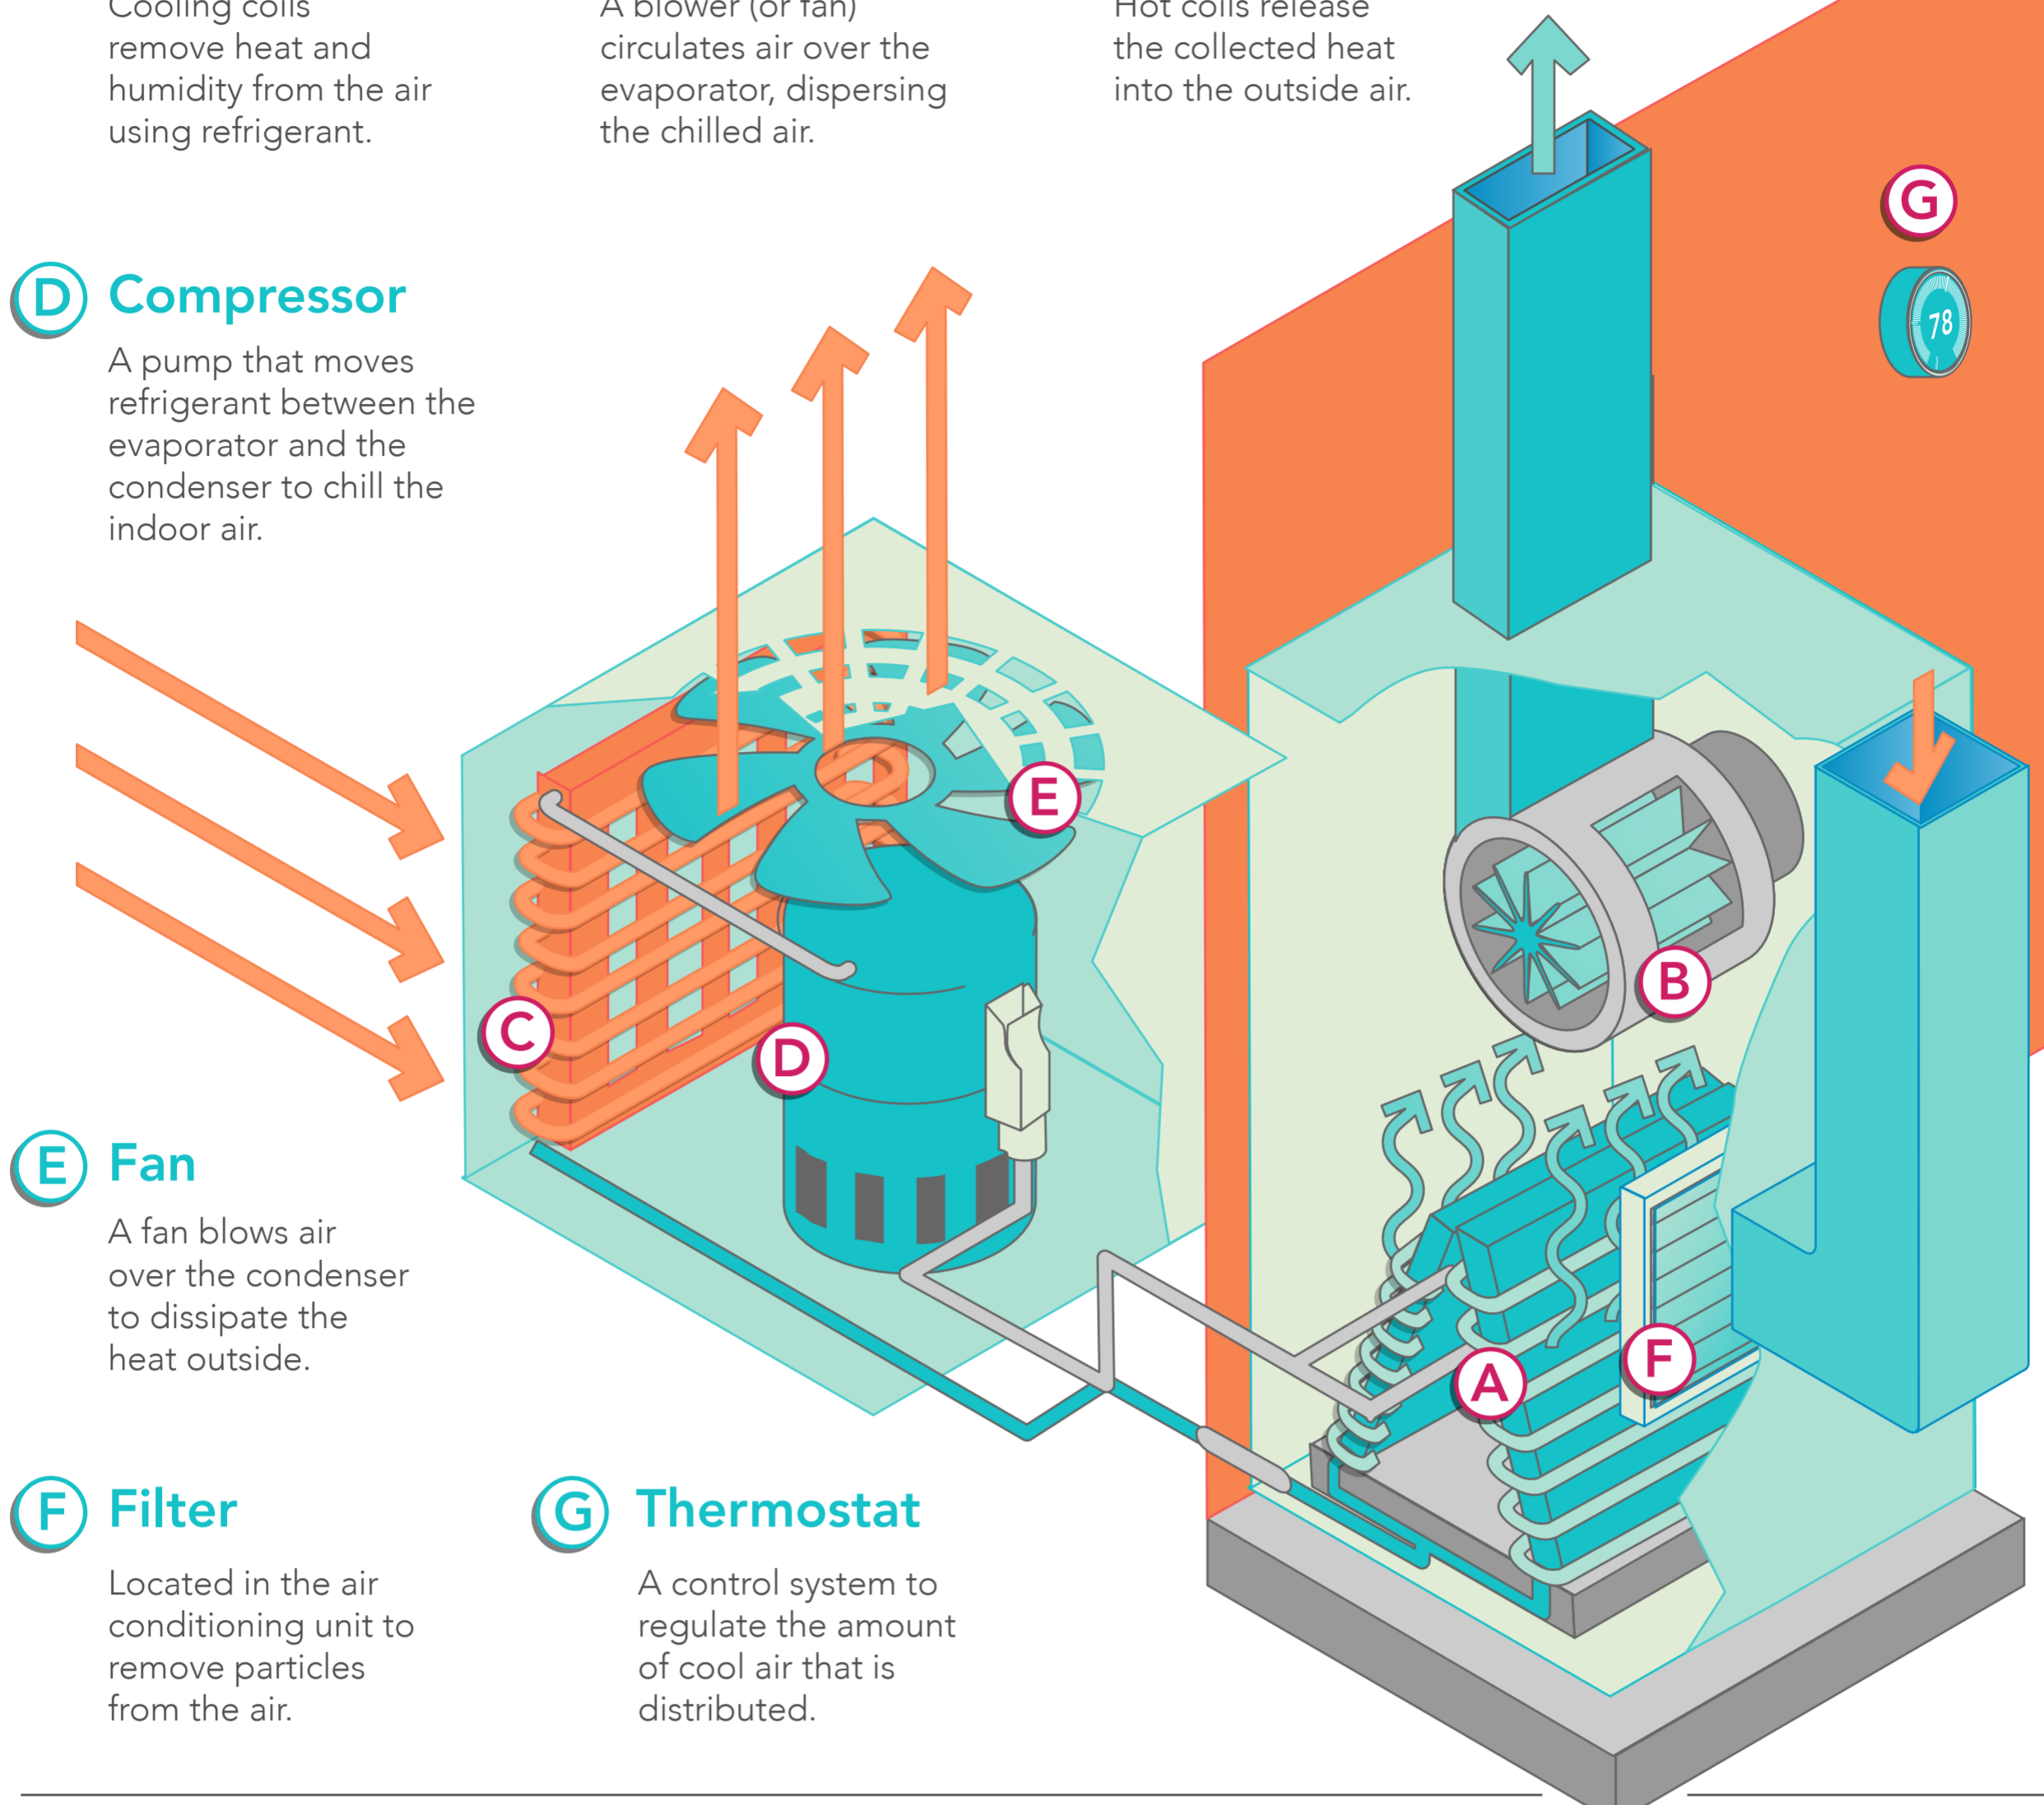 Cooling coils
remove heat and
humidity from the air
using refrigerant.
A blower (or fan)
circulates air over the
evaporator, dispersing
the chilled air.
Hot coils release
the collected heat
into the outside air.
G
78
D Compressor
A pump that moves
refrigerant between the
evaporator and the
condenser to chill the
indoor air.
E
B
C
D
E Fan
A fan blows air
over the condenser
to dissipate the
heat outside.
A
F
F Filter
Located in the air
conditioning unit to
remove particles
from the air.
G Thermostat
A control system to
regulate the amount
of cool air that is
distributed.